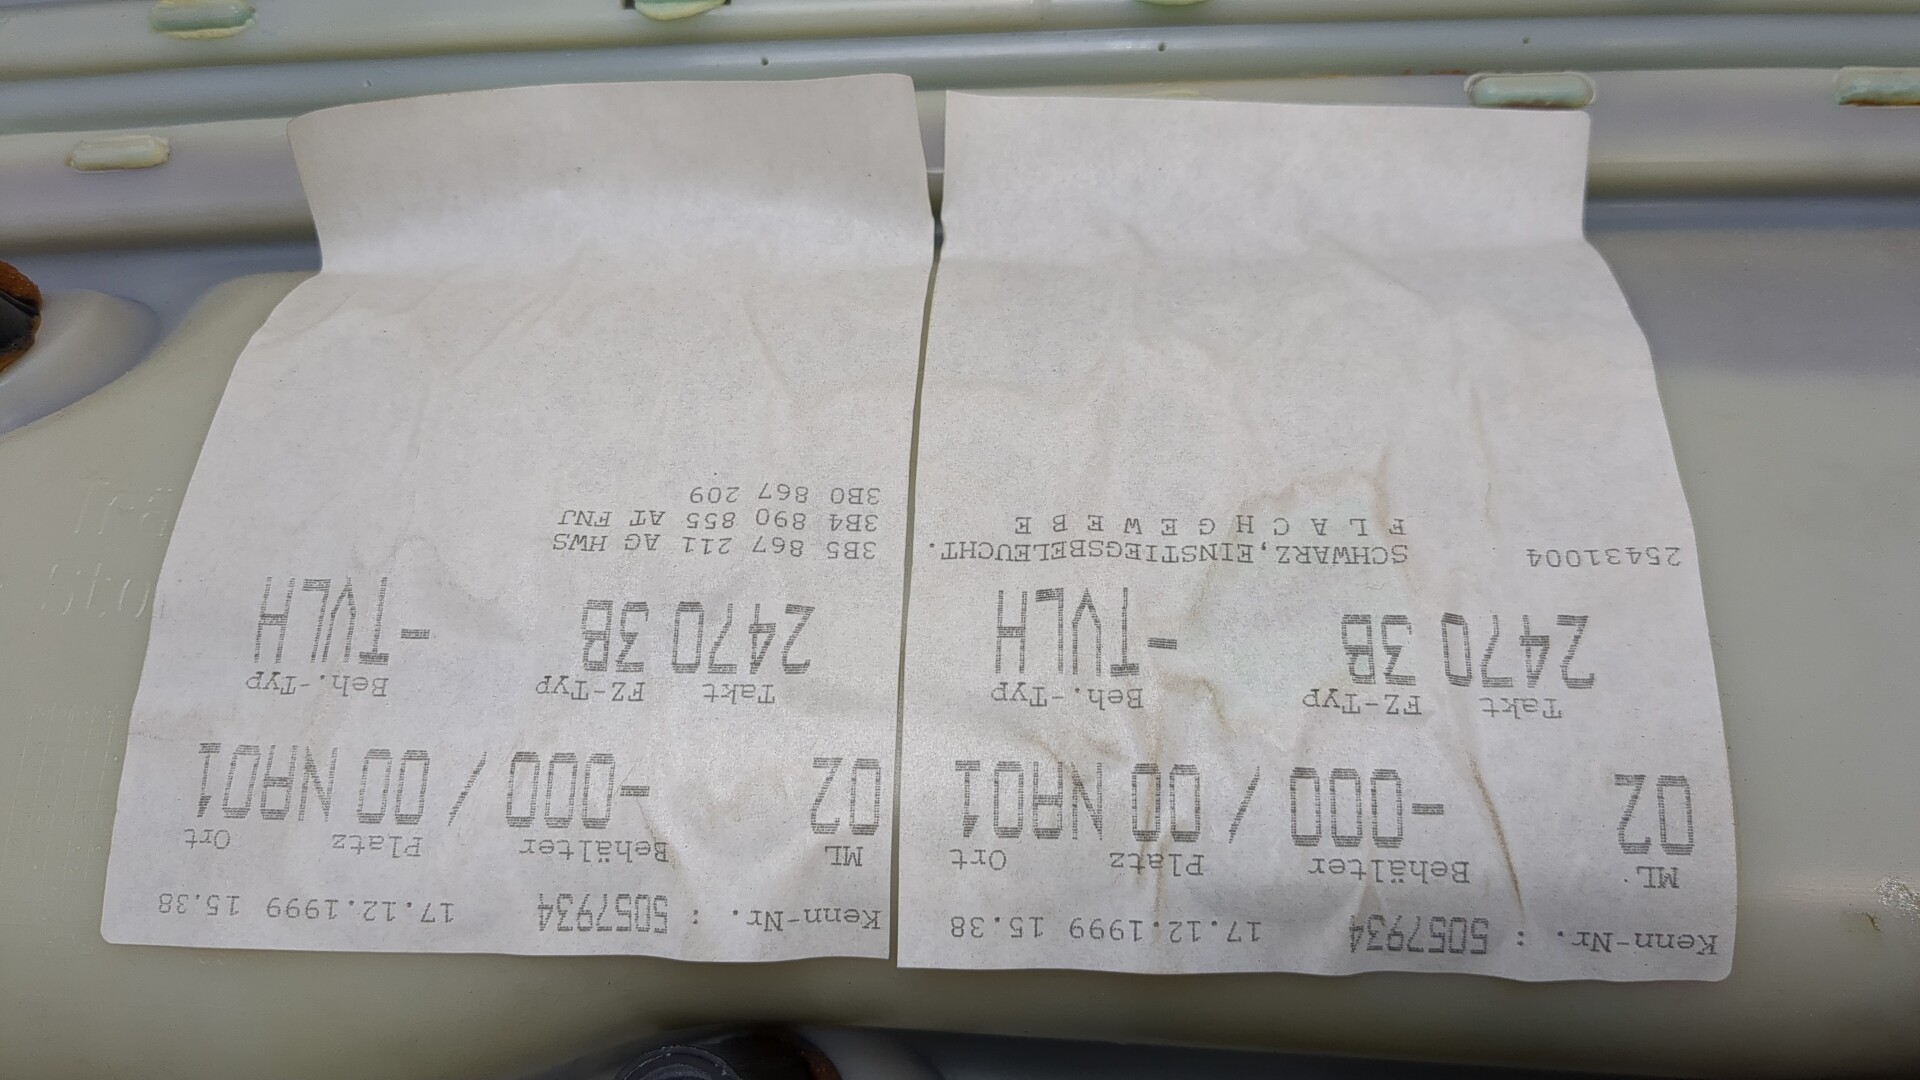 Kenn-Nr. : 5057934 17.12.1999 15.38
ML Behälter Platz Ort
02 -000 / 00 NA01
Takt FZ-Typ Beh.-Typ
2470 3B -TVLH
25431004 SCHWARZ,EINSTIEGSBELEUCHT.
F L A C H G E W E B E
Kenn-Nr. : 5057934 17.12.1999 15.38
ML Behälter Platz Ort
02 -000 / 00 NA01
Takt FZ-Typ Beh.-Typ
2470 3B -TVLH
3B5 867 211 AG HWS
3B4 890 855 AT FNJ
3B0 867 209